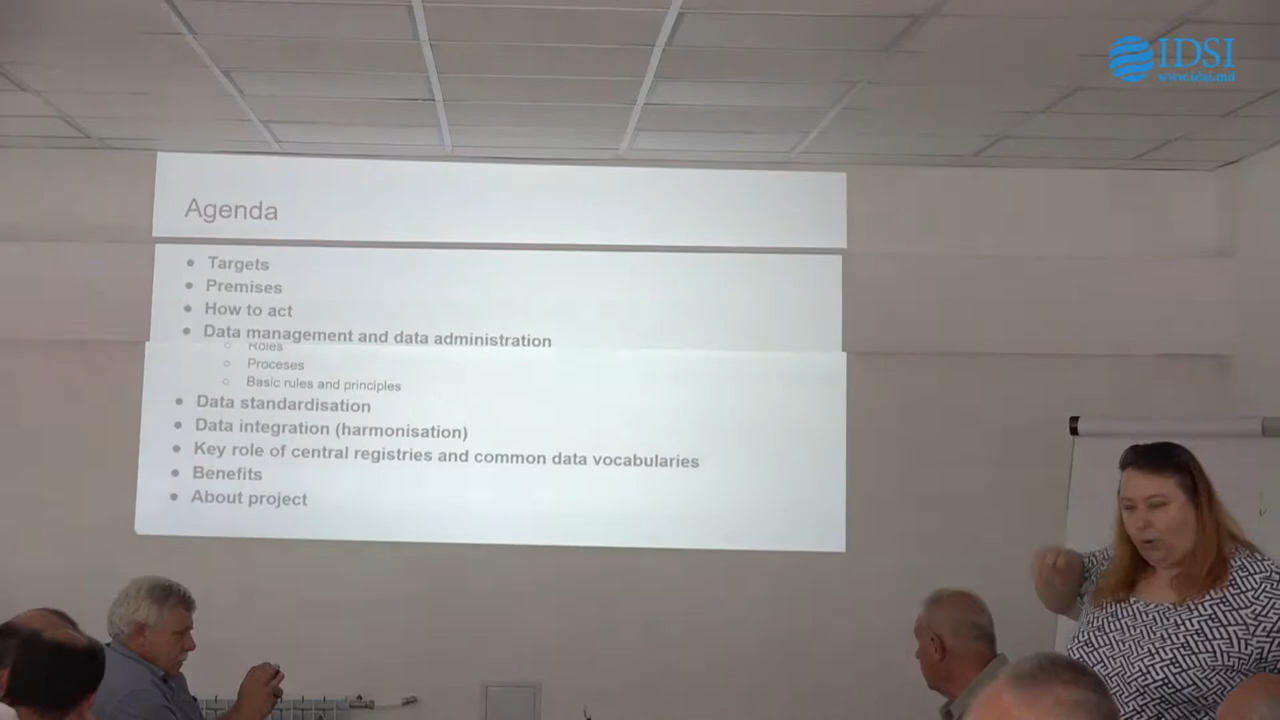 IDSI
www.idsi.md
Agenda
Targets
Premises
How to act
Data management and data administration
Roles
Proceses
Basic rules and principles
Data standardisation
Data integration (harmonisation)
Key role of central registries and common data vocabularies
Benefits
About project